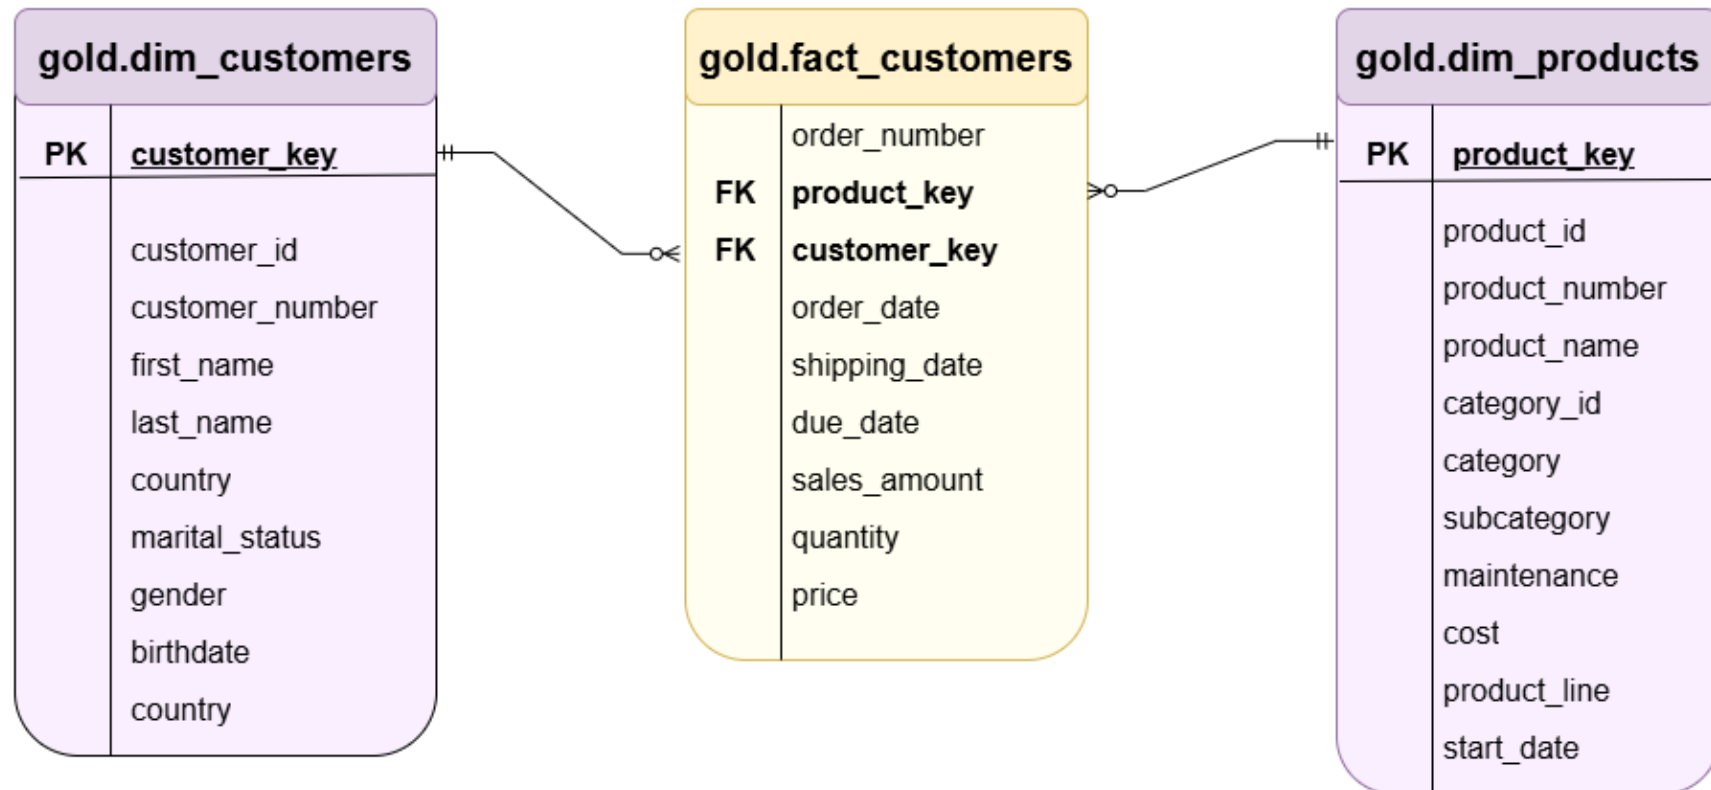 gold.dim_customers
PK customer_key
customer_id
customer_number
first_name
last_name
country
marital_status
gender
birthdate
country
gold.fact_customers
order_number
FK product_key
FK customer_key
order_date
shipping_date
due_date
sales_amount
quantity
price
gold.dim_products
PK product_key
product_id
product_number
product_name
category_id
category
subcategory
maintenance
cost
product_line
start_date